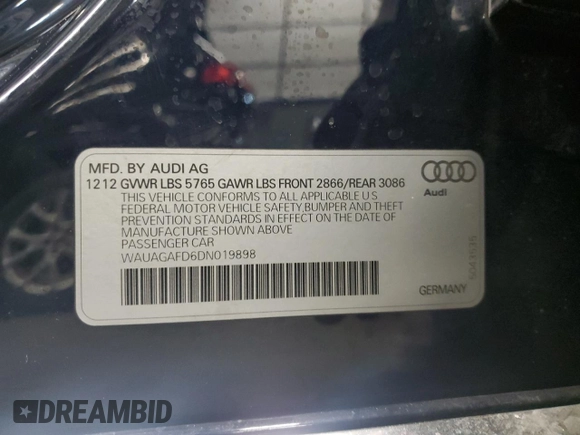 MFD. BY AUDI AG
1212 GVWR LBS 5765 GAWR LBS FRONT 2866/REAR 3086
THIS VEHICLE CONFORMS TO ALL APPLICABLE U.S.
FEDERAL MOTOR VEHICLE SAFETY,BUMPER AND THEFT
PREVENTION STANDARDS IN EFFECT ON THE DATE OF
MANUFACTURE SHOWN ABOVE
PASSENGER CAR
WAUAGAFD6DN019898
Audi
GERMANY
DREAMBID